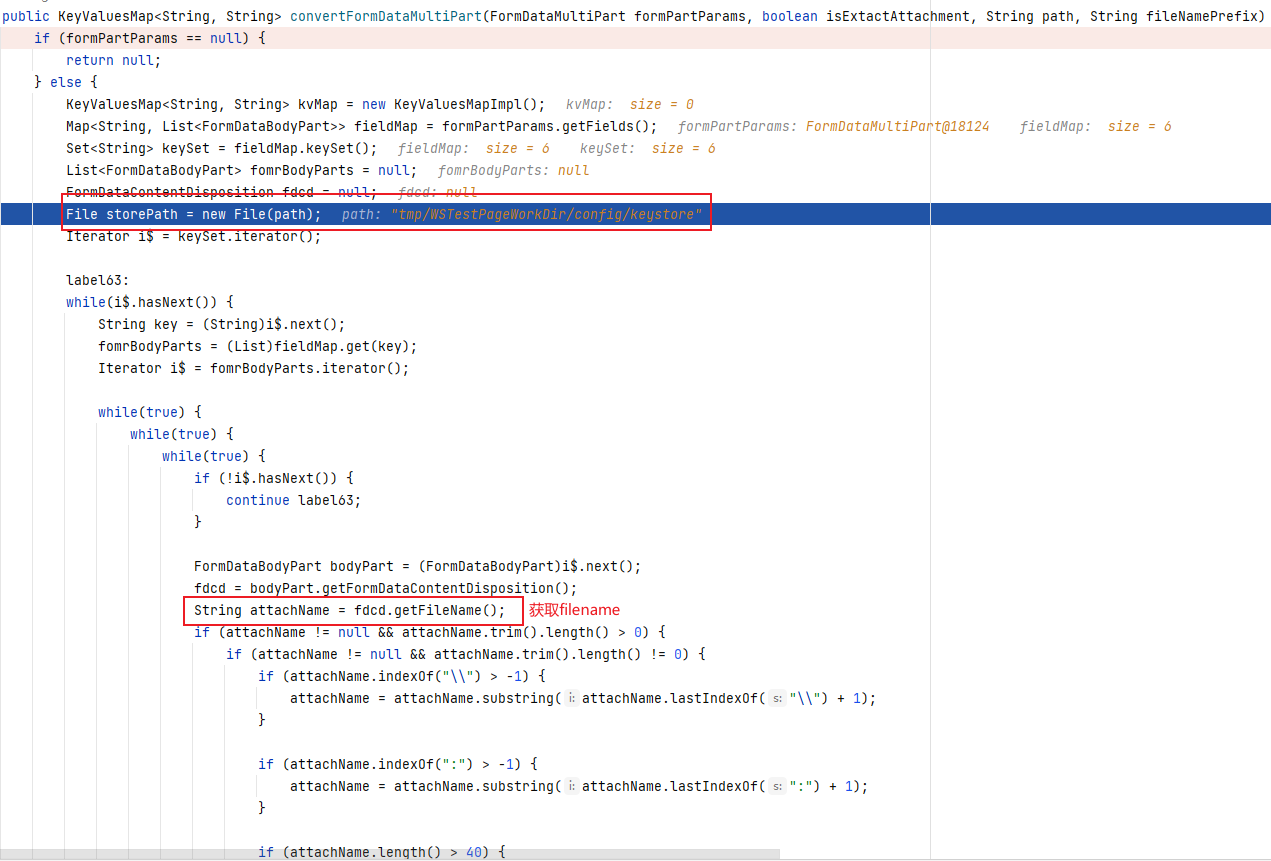 public KeyValuesMap<String, String> convertFormDataMultiPart(FormDataMultiPart formPartParams, boolean isExtactAttachment, String path, String fileNamePrefix)
if (formPartParams == null) {
return null;
} else {
KeyValuesMap<String, String> kvMap = new KeyValuesMapImpl(); kvMap: size = 0
Map<String, List<FormDataBodyPart>> fieldMap = formPartParams.getFields(); formPartParams: FormDataMultiPart@18124 fieldMap: size = 6
Set<String> keySet = fieldMap.keySet(); fieldMap: size = 6 keySet: size = 6
List<FormDataBodyPart> fomrBodyParts = null; fomrBodyParts: null
FormDataContentDisposition fdcd = null; fdcd: null
File storePath = new File(path); path: "tmp/WSTestPageWorkDir/config/keystore"
Iterator i$ = keySet.iterator();
label63:
while(i$.hasNext()) {
String key = (String)i$.next();
fomrBodyParts = (List)fieldMap.get(key);
Iterator i$ = fomrBodyParts.iterator();
while(true) {
while(true) {
while(true) {
if (!i$.hasNext()) {
continue label63;
}
FormDataBodyPart bodyPart = (FormDataBodyPart)i$.next();
fdcd = bodyPart.getFormDataContentDisposition();
String attachName = fdcd.getFileName(); 获取filename
if (attachName != null && attachName.trim().length() > 0) {
if (attachName != null && attachName.trim().length() != 0) {
if (attachName.indexOf("\\") > -1) {
attachName = attachName.substring( i: attachName.lastIndexOf( s: "\\") + 1);
}
if (attachName.indexOf(":") > -1) {
attachName = attachName.substring( i: attachName.lastIndexOf( s: ":") + 1);
}
if (attachName.length() > 40) {